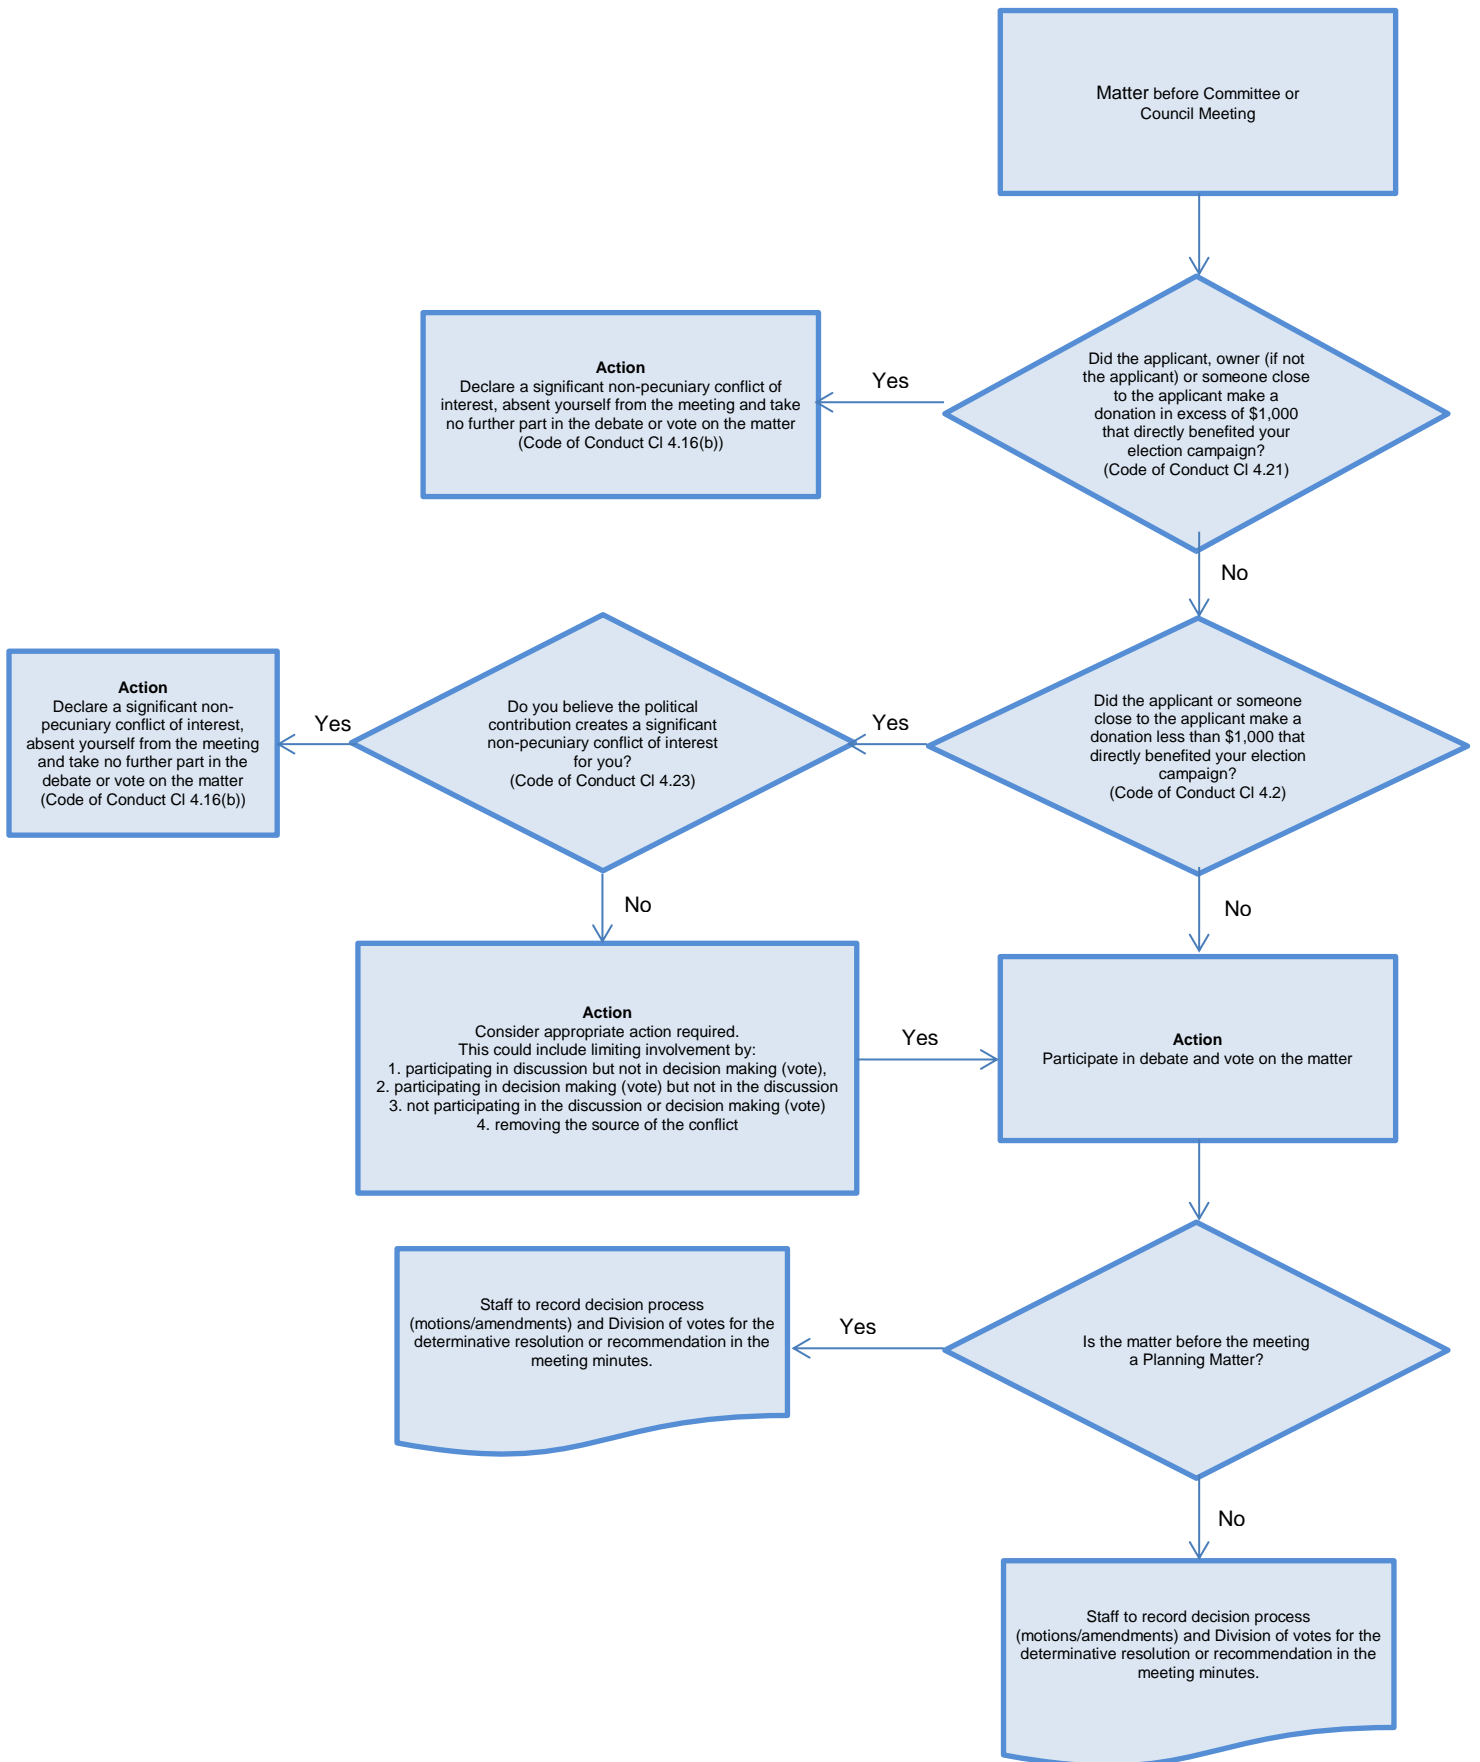 Matter before Committee or
Council Meeting
Did the applicant, owner (if not
the applicant) or someone close
to the applicant make a
donation in excess of $1,000
that directly benefited your
election campaign?
(Code of Conduct Cl 4.21)
Yes
Action
Declare a significant non-pecuniary conflict of
interest, absent yourself from the meeting and take
no further part in the debate or vote on the matter
(Code of Conduct Cl 4.16(b))
No
Did the applicant or someone
close to the applicant make a
donation less than $1,000 that
directly benefited your election
campaign?
(Code of Conduct Cl 4.2)
Yes
Do you believe the political
contribution creates a significant
non-pecuniary conflict of interest
for you?
(Code of Conduct Cl 4.23)
Yes
Action
Declare a significant non-
pecuniary conflict of interest,
absent yourself from the meeting
and take no further part in the
debate or vote on the matter
(Code of Conduct Cl 4.16(b))
No
No
Action
Consider appropriate action required.
This could include limiting involvement by:
1. participating in discussion but not in decision making (vote),
2. participating in decision making (vote) but not in the discussion
3. not participating in the discussion or decision making (vote)
4. removing the source of the conflict
Yes
Action
Participate in debate and vote on the matter
Is the matter before the meeting
a Planning Matter?
Yes
Staff to record decision process
(motions/amendments) and Division of votes for the
determinative resolution or recommendation in the
meeting minutes.
No
Staff to record decision process
(motions/amendments) and Division of votes for the
determinative resolution or recommendation in the
meeting minutes.